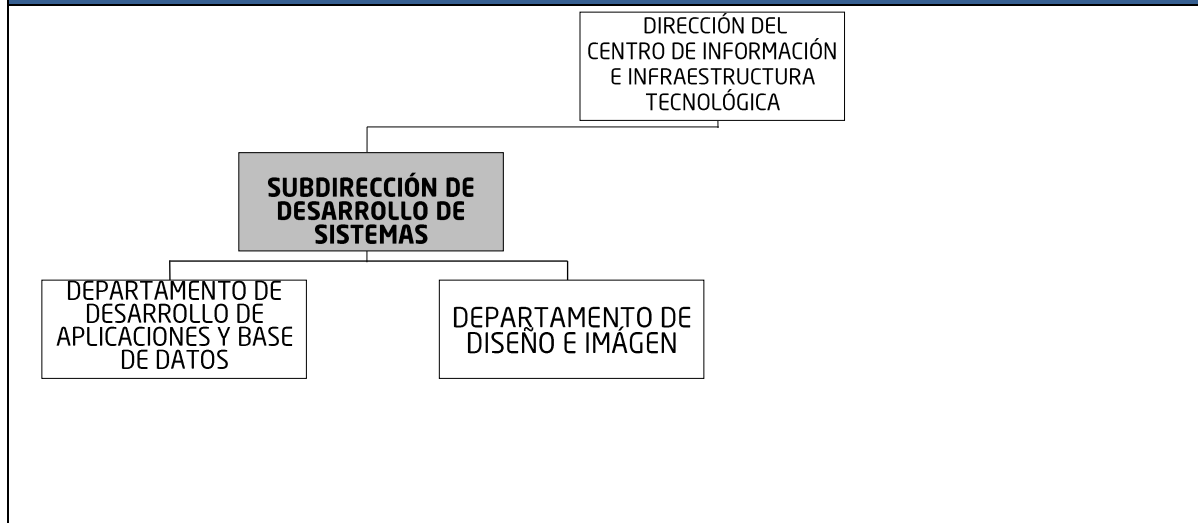 DIRECCIÓN DEL
CENTRO DE INFORMACIÓN
E INFRAESTRUCTURA
TECNOLÓGICA
SUBDIRECCIÓN DE
DESARROLLO DE
SISTEMAS
DEPARTAMENTO DE
DESARROLLO DE
APLICACIONES Y BASE
DE DATOS
DEPARTAMENTO DE
DISEÑO E IMÁGEN